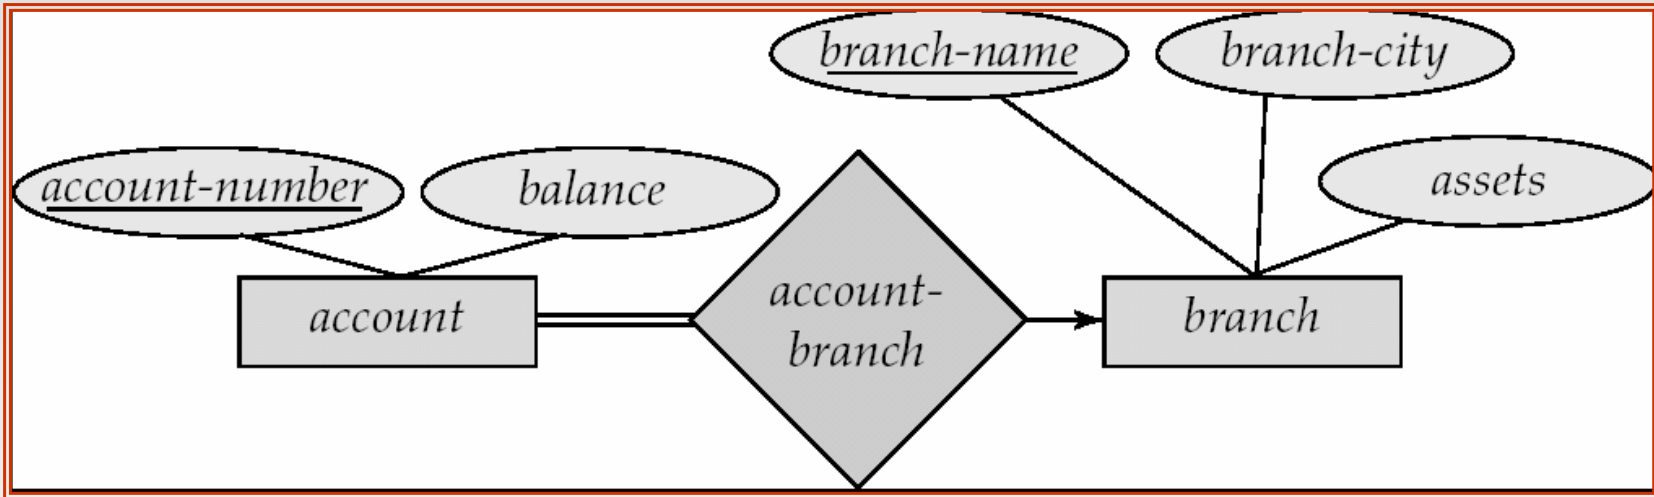 branch-name
branch-city
account-number
balance
assets
account
account-
branch
branch